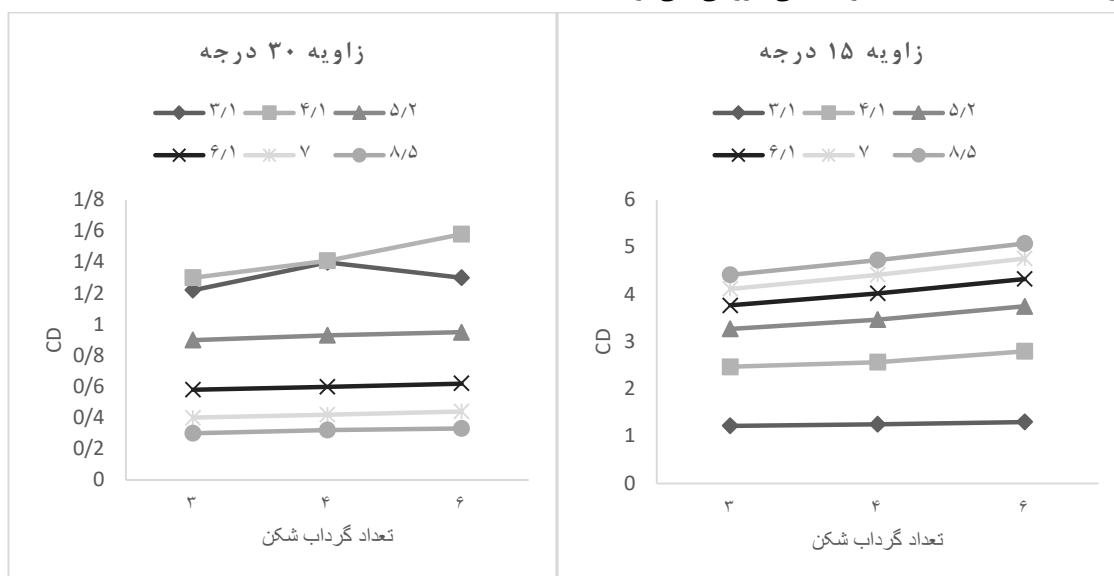 زاویه ۳۰ درجه
۳٫۱ ۴٫۱ ۵٫۲
۶٫۱ ۷ ۸٫۵
1/8
1/6
1/4
1/2
1
0/8
0/6
0/4
0/2
0
CD
۳ ۴ ۶
تعداد گرداب شکن
زاویه ۱۵ درجه
۳٫۱ ۴٫۱ ۵٫۲
۶٫۱ ۷ ۸٫۵
6
5
4
3
2
1
0
CD
۳ ۴ ۶
تعداد گرداب شکن